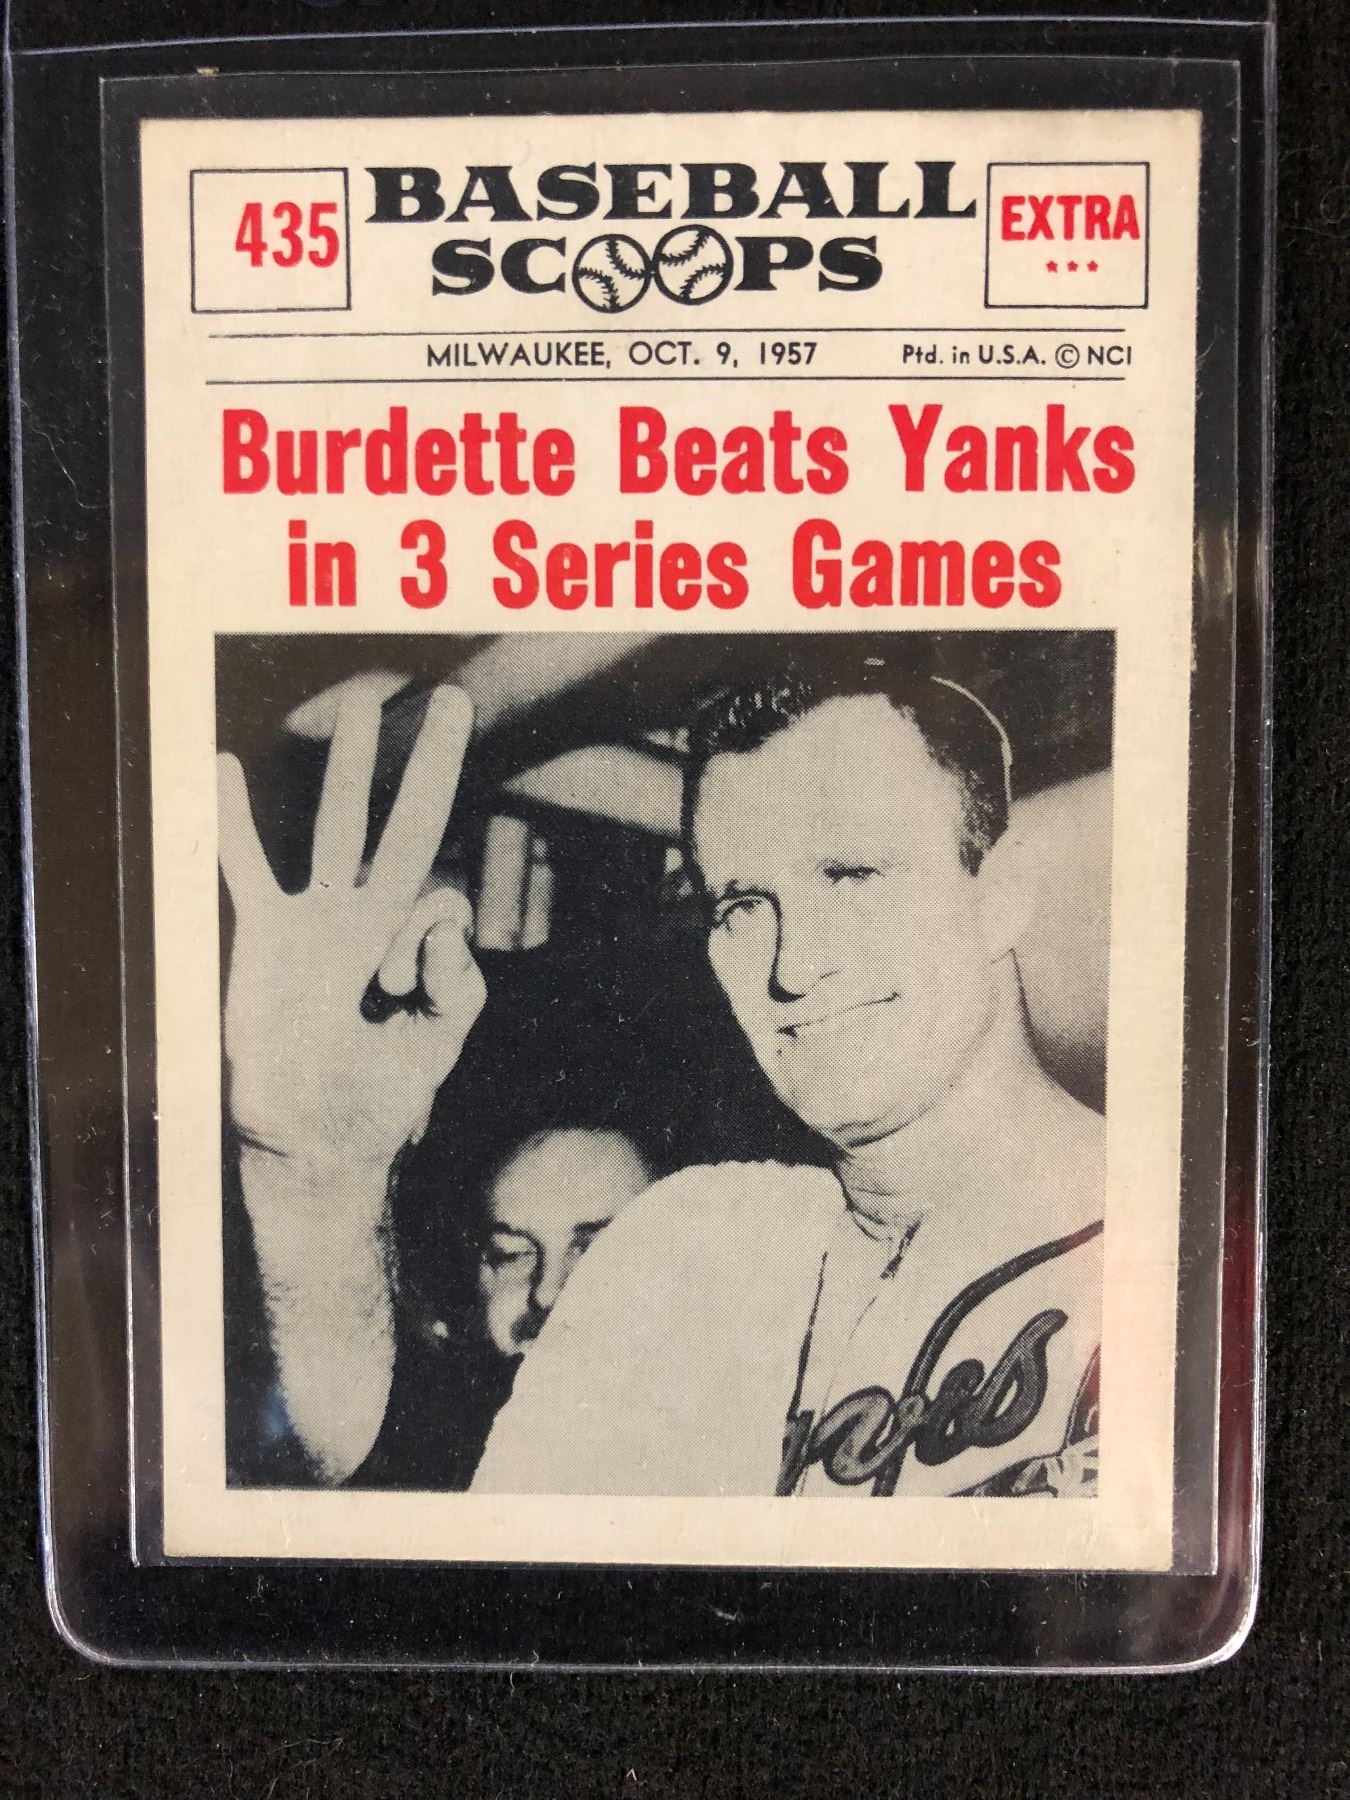 435
BASEBALL
SCOOPS
EXTRA
***
MILWAUKEE, OCT. 9, 1957
Ptd. in U.S.A. © NCI
Burdette Beats Yanks
in 3 Series Games